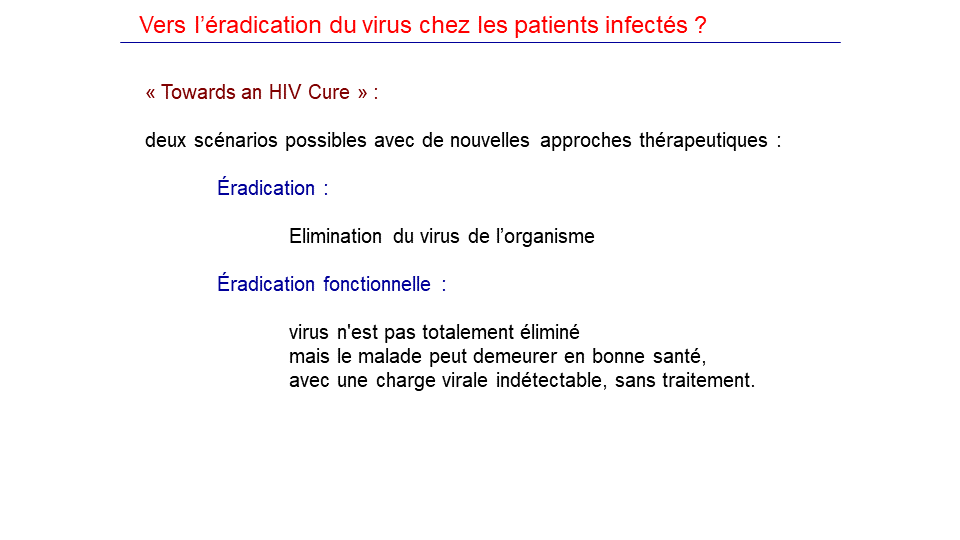 Vers l’éradication du virus chez les patients infectés ?
« Towards an HIV Cure » :
deux scénarios possibles avec de nouvelles approches thérapeutiques :
Éradication :
Elimination du virus de l’organisme
Éradication fonctionnelle :
virus n'est pas totalement éliminé
mais le malade peut demeurer en bonne santé,
avec une charge virale indétectable, sans traitement.